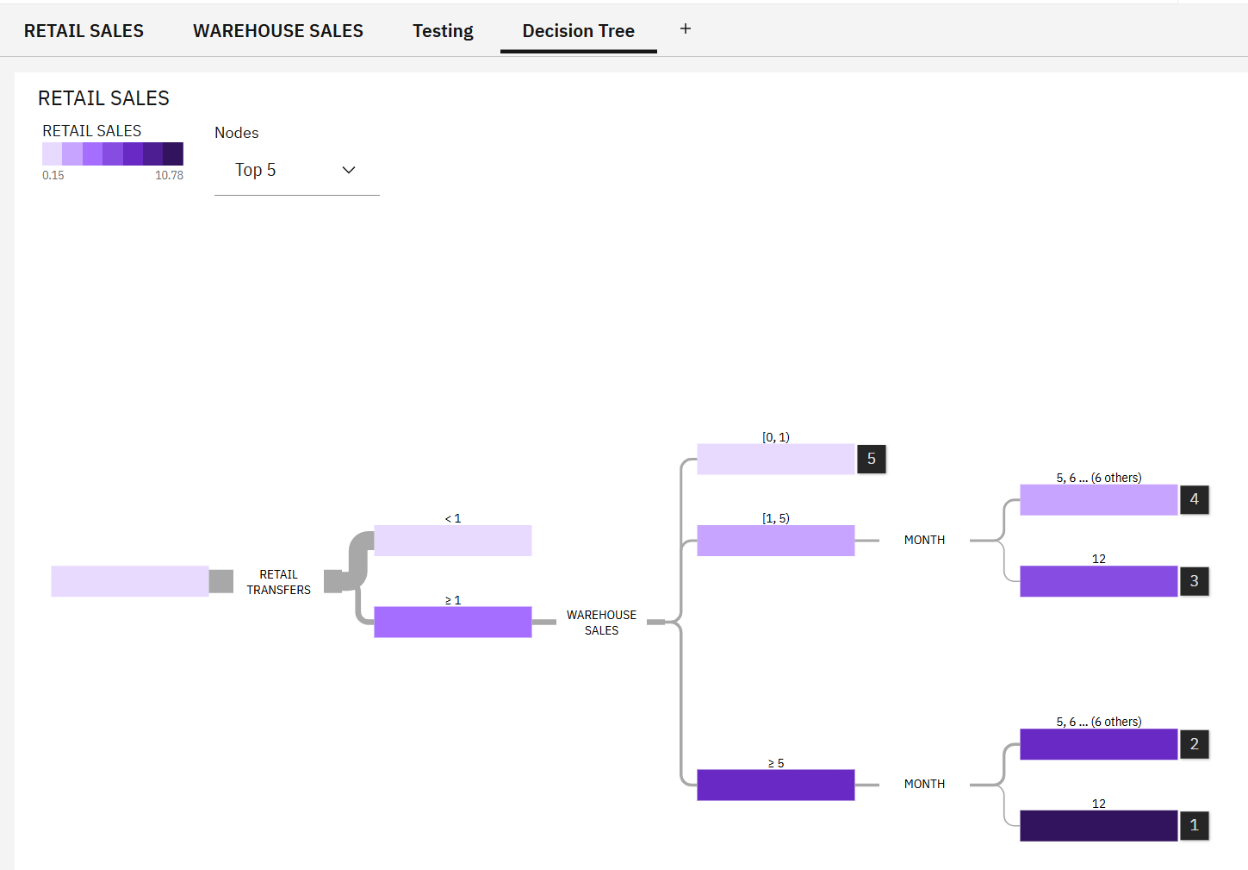 RETAIL SALES WAREHOUSE SALES Testing Decision Tree +
RETAIL SALES
RETAIL SALES
0.15 10.78
Nodes
Top 5
RETAIL
TRANSFERS
< 1
≥ 1
WAREHOUSE
SALES
[0, 1)
5
[1, 5)
MONTH
5, 6 ... (6 others)
4
12
3
≥ 5
MONTH
5, 6 ... (6 others)
2
12
1